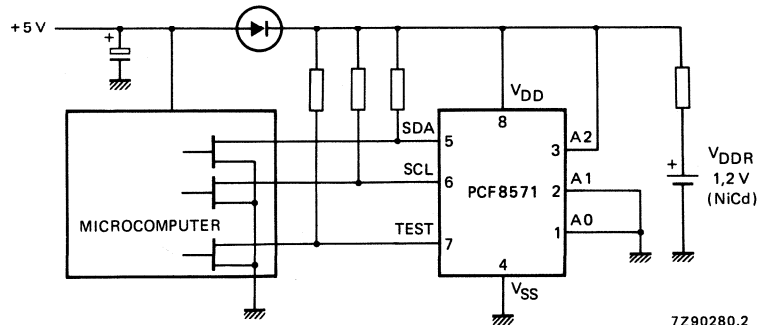 +5 V
+
VDD
8
SDA
5
A2
3
SCL
6
PCF8571
A1
2
MICROCOMPUTER
TEST
7
A0
1
4
VSS
+
VDDR
1,2 V
(NiCd)
7Z90280.2